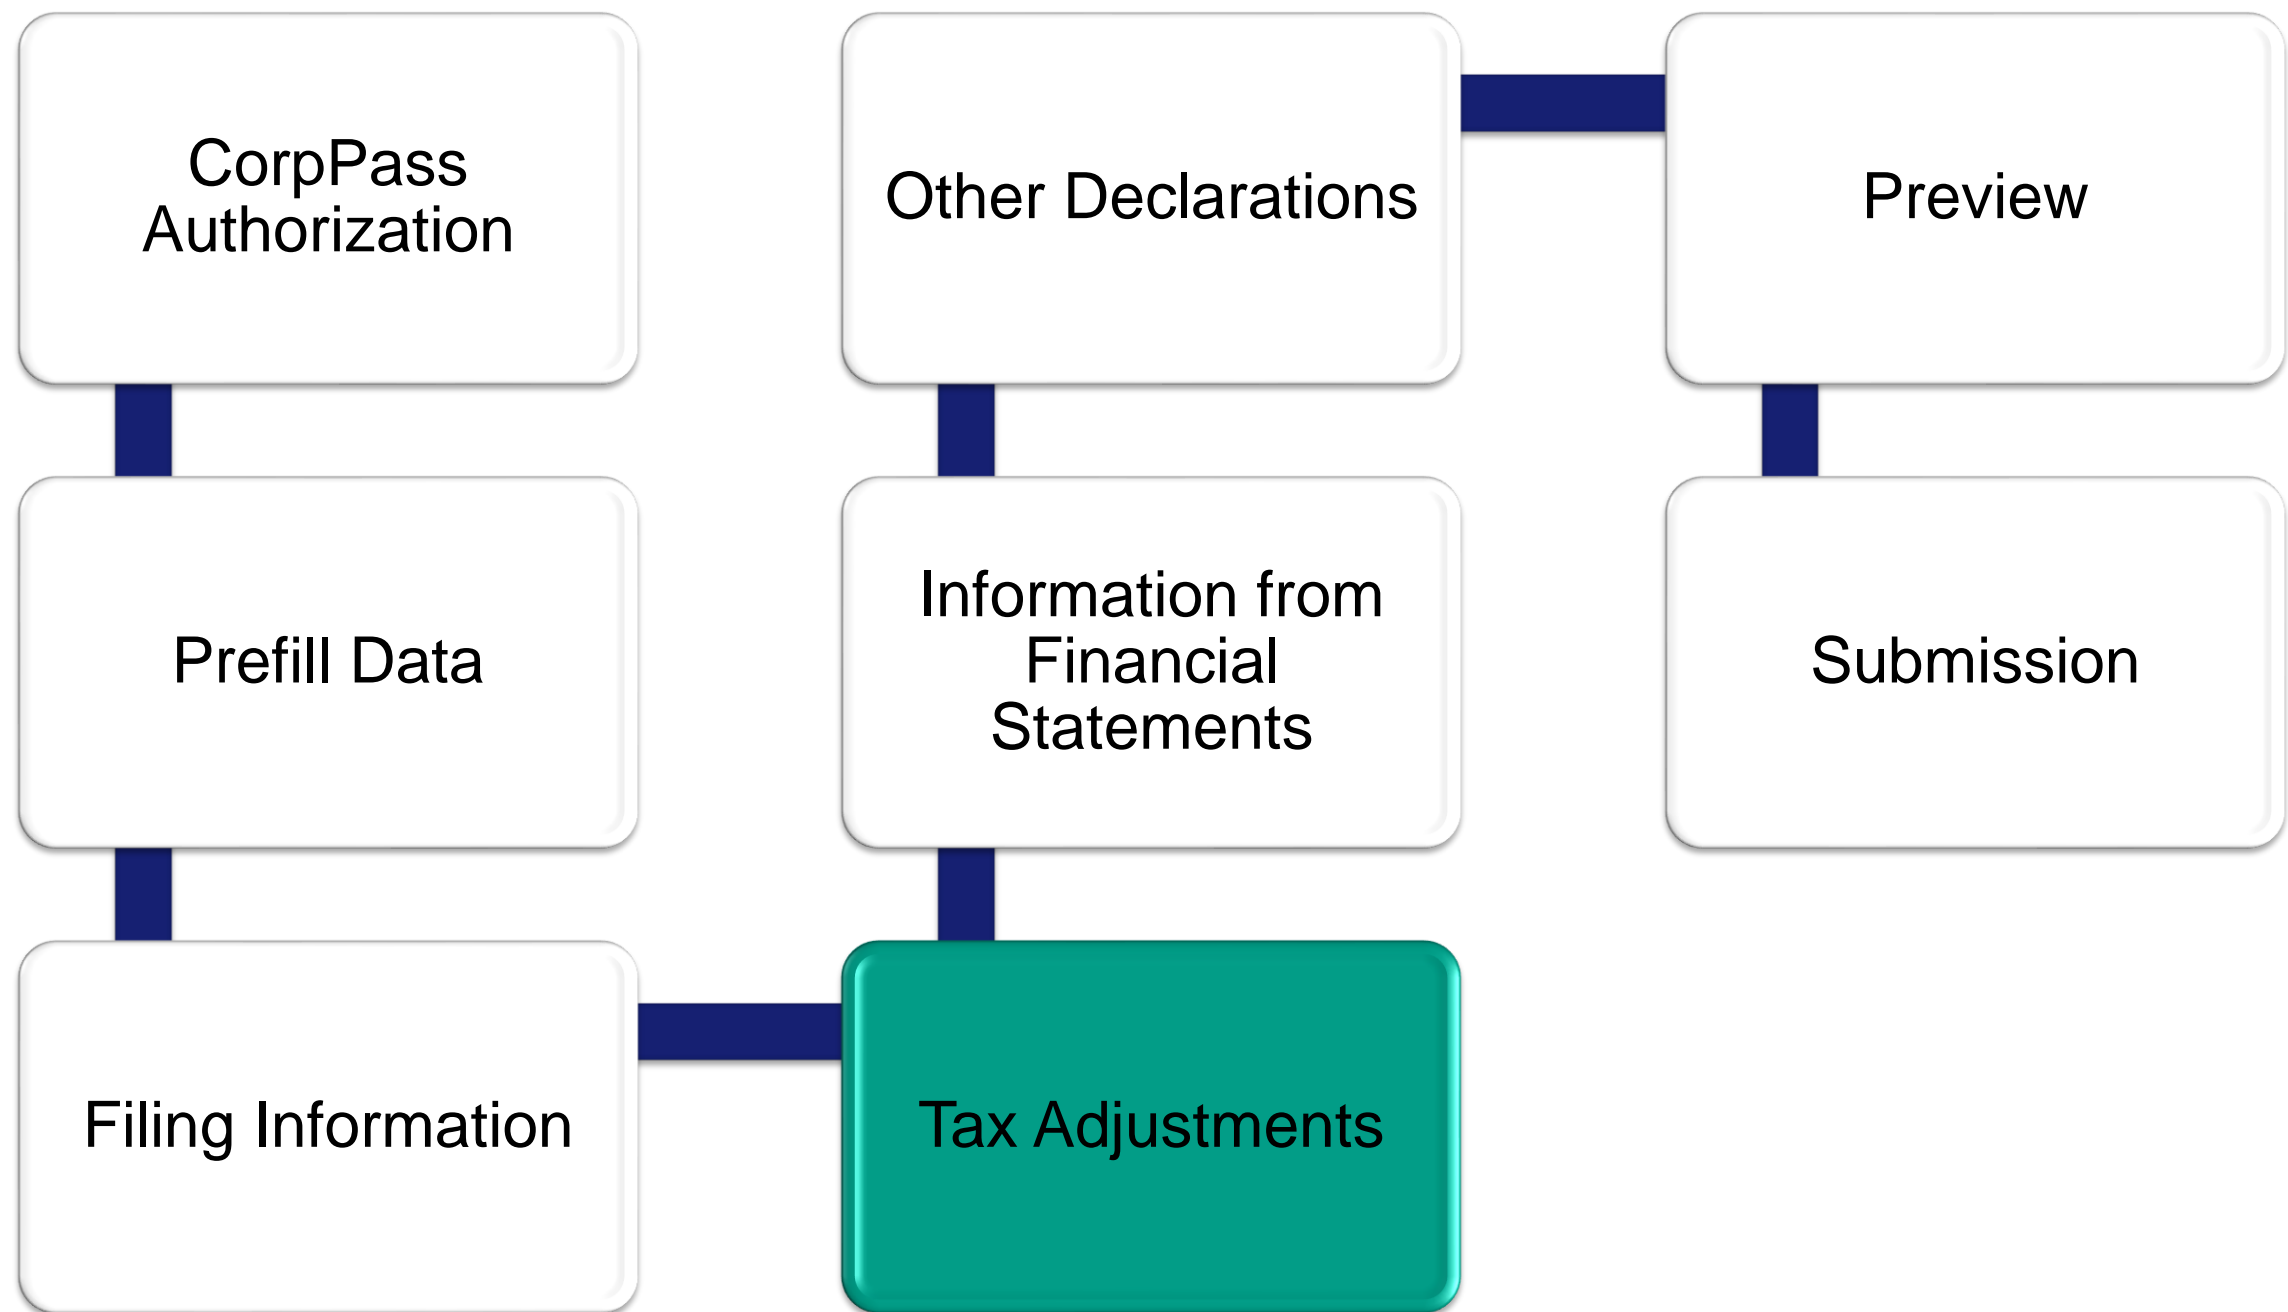 CorpPass
Authorization
Prefill Data
Filing Information
Tax Adjustments
Information from
Financial
Statements
Other Declarations
Preview
Submission